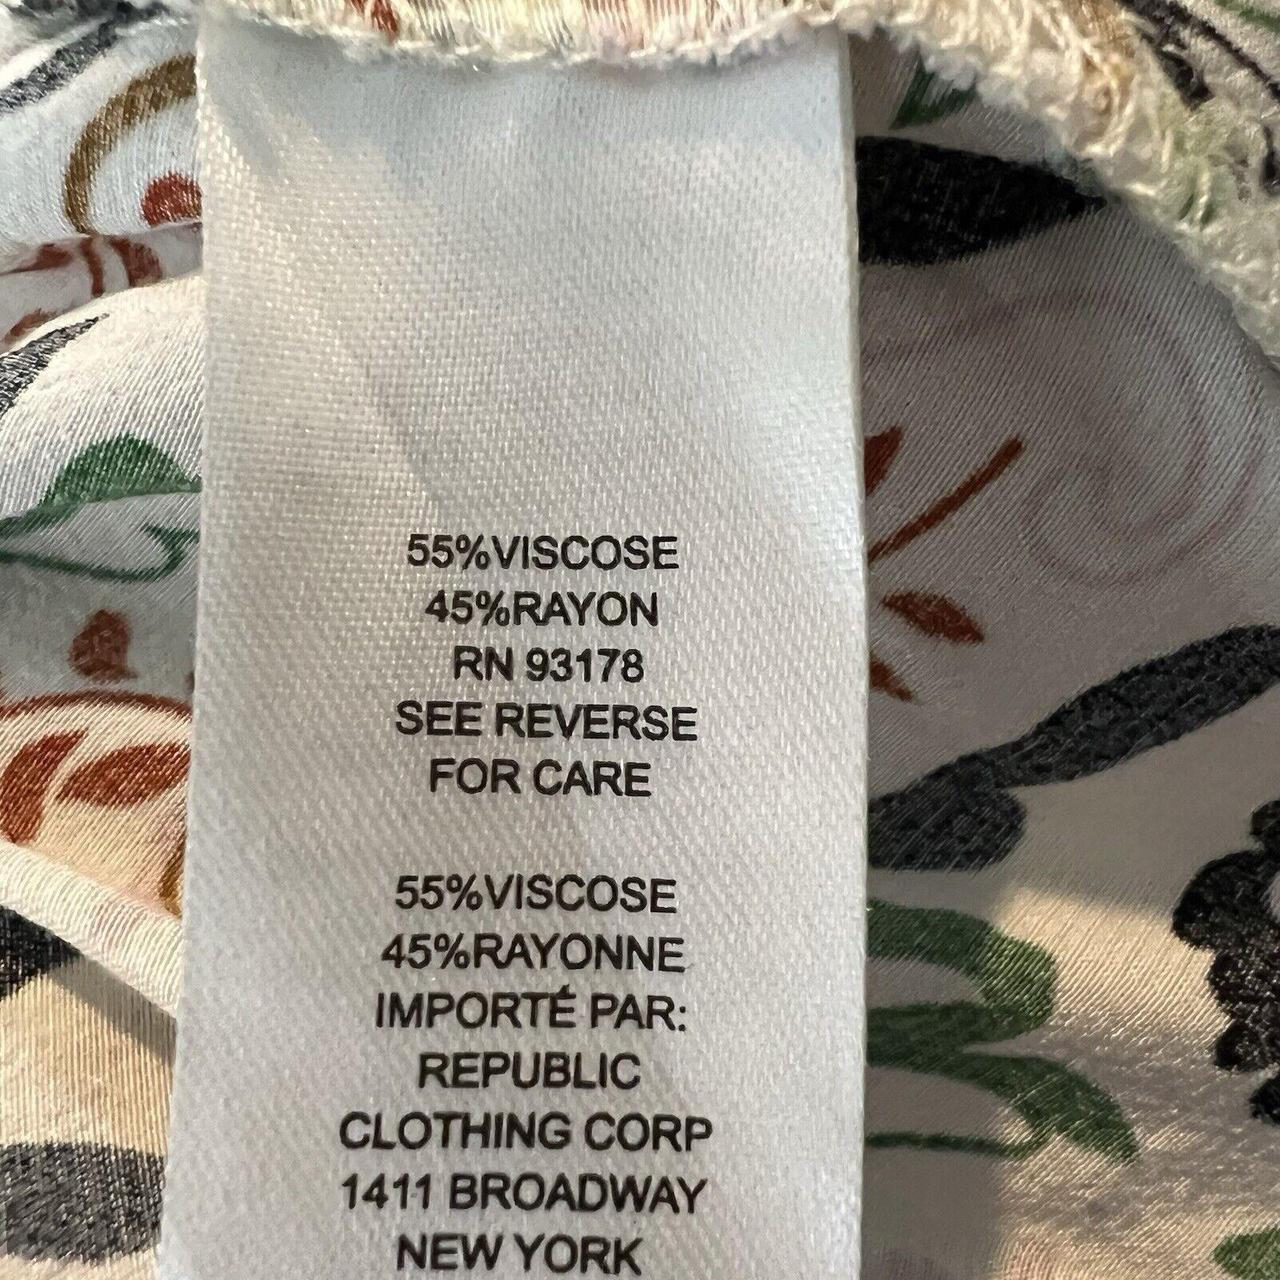 55%VISCOSE
45%RAYON
RN 93178
SEE REVERSE
FOR CARE
55%VISCOSE
45%RAYONNE
IMPORTÉ PAR:
REPUBLIC
CLOTHING CORP
1411 BROADWAY
NEW YORK